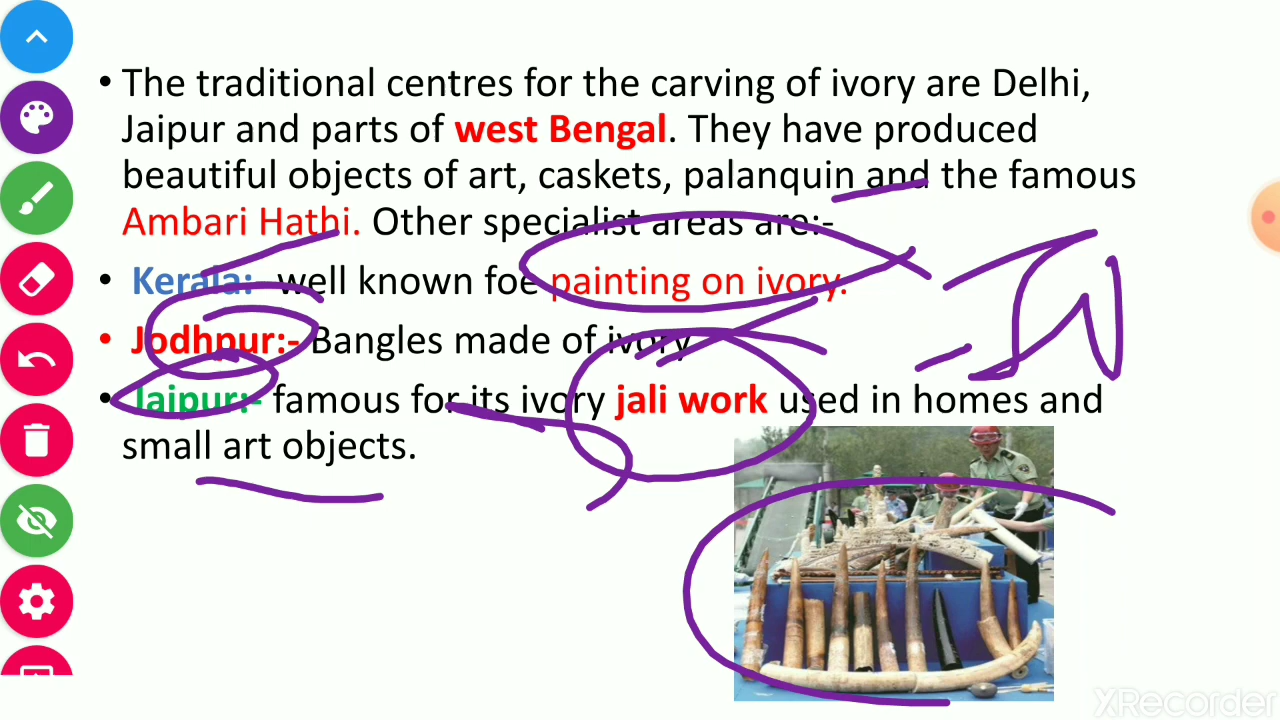 • The traditional centres for the carving of ivory are Delhi,
Jaipur and parts of west Bengal. They have produced
beautiful objects of art, caskets, palanquin and the famous
Ambari Hathi. Other specialist areas are:-
• Kerala:- well known foe painting on ivory.
• Jodhpur:- Bangles made of ivory
• Jaipur:- famous for its ivory jali work used in homes and
small art objects.
XRecorder